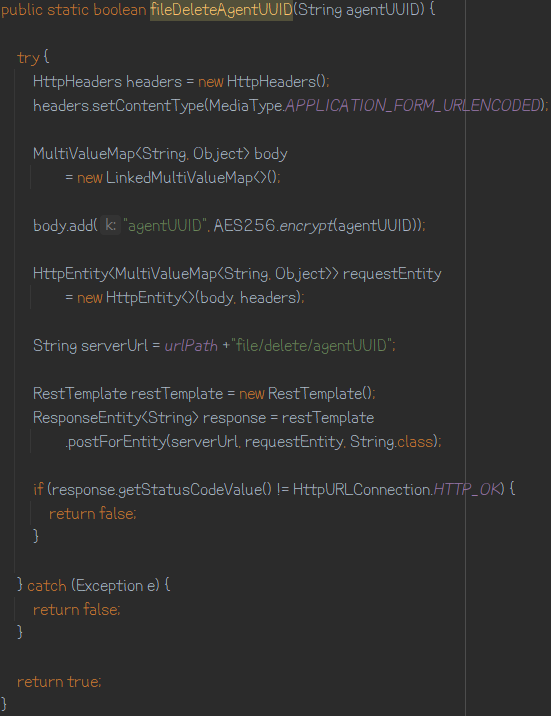 public static boolean fileDeleteAgentUUID(String agentUUID) {
try {
HttpHeaders headers = new HttpHeaders();
headers.setContentType(MediaType.APPLICATION_FORM_URLENCODED);
MultiValueMap<String, Object> body
= new LinkedMultiValueMap<>();
body.add( k: "agentUUID", AES256.encrypt(agentUUID));
HttpEntity<MultiValueMap<String, Object>> requestEntity
= new HttpEntity<>(body, headers);
String serverUrl = urlPath +"file/delete/agentUUID";
RestTemplate restTemplate = new RestTemplate();
ResponseEntity<String> response = restTemplate
.postForEntity(serverUrl, requestEntity, String.class);
if (response.getStatusCodeValue() != HttpURLConnection.HTTP_OK) {
return false;
}
} catch (Exception e) {
return false;
}
return true;
}